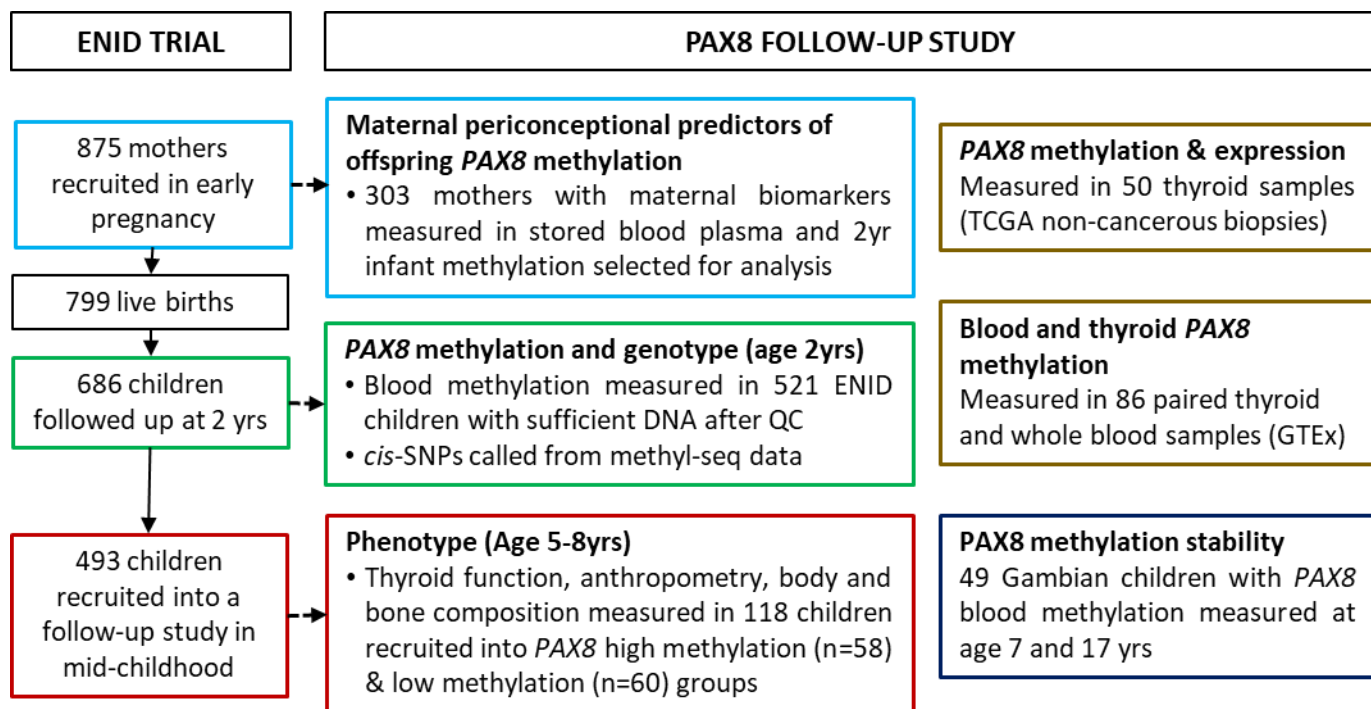 ENID TRIAL
PAX8 FOLLOW-UP STUDY
875 mothers
recruited in early
pregnancy
799 live births
686 children
followed up at 2 yrs
493 children
recruited into a
follow-up study in
mid-childhood
Maternal periconceptional predictors of
offspring PAX8 methylation
• 303 mothers with maternal biomarkers
measured in stored blood plasma and 2yr
infant methylation selected for analysis
PAX8 methylation and genotype (age 2yrs)
• Blood methylation measured in 521 ENID
children with sufficient DNA after QC
• cis-SNPs called from methyl-seq data
Phenotype (Age 5-8yrs)
• Thyroid function, anthropometry, body and
bone composition measured in 118 children
recruited into PAX8 high methylation (n=58)
& low methylation (n=60) groups
PAX8 methylation & expression
Measured in 50 thyroid samples
(TCGA non-cancerous biopsies)
Blood and thyroid PAX8
methylation
Measured in 86 paired thyroid
and whole blood samples (GTEx)
PAX8 methylation stability
49 Gambian children with PAX8
blood methylation measured at
age 7 and 17 yrs